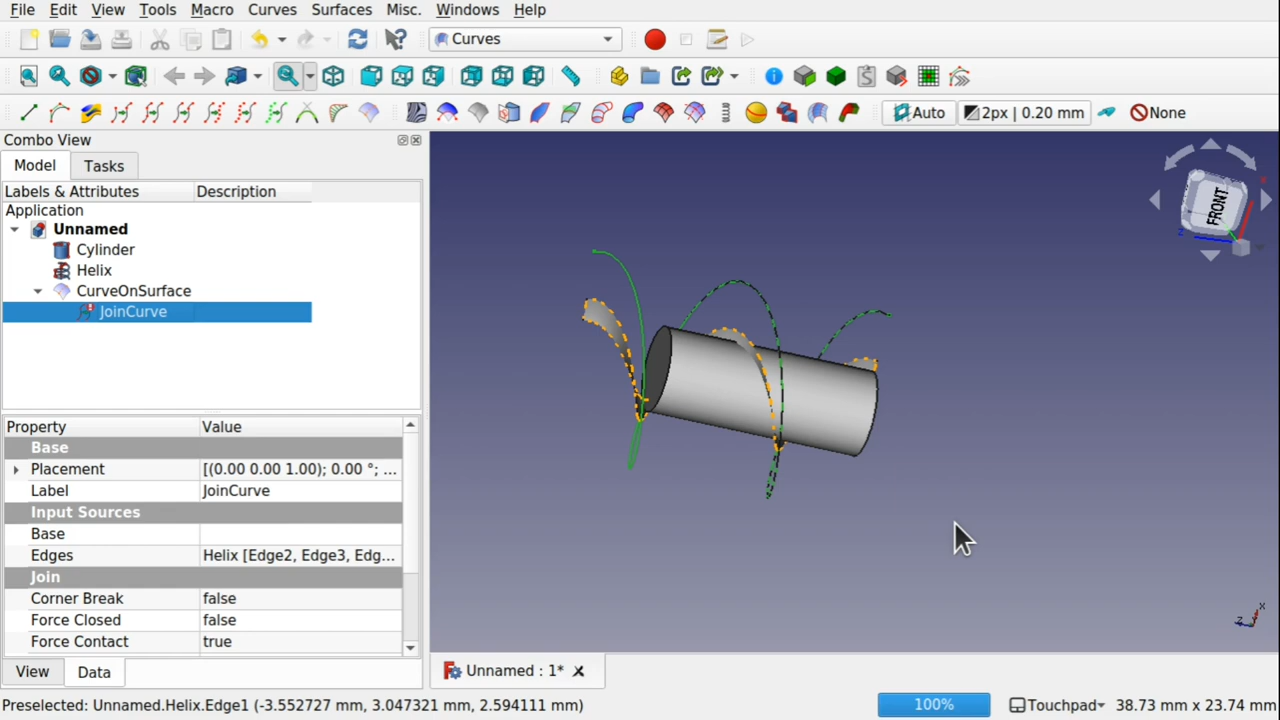 File Edit View Tools Macro Curves Surfaces Misc. Windows Help
Curves
Auto 2px | 0.20 mm None
Combo View
Model Tasks
Labels & Attributes Description
Application
Unnamed
Cylinder
Helix
CurveOnSurface
JoinCurve
Property Value
Base
Placement [(0.00 0.00 1.00); 0.00 °; ...
Label JoinCurve
Input Sources
Base
Edges Helix [Edge2, Edge3, Edg...
Join
Corner Break false
Force Closed false
Force Contact true
View Data
FRONT
Z
X
Z
Unnamed : 1*
Preselected: Unnamed.Helix.Edge1 (-3.552727 mm, 3.047321 mm, 2.594111 mm)
100%
Touchpad
38.73 mm x 23.74 mm